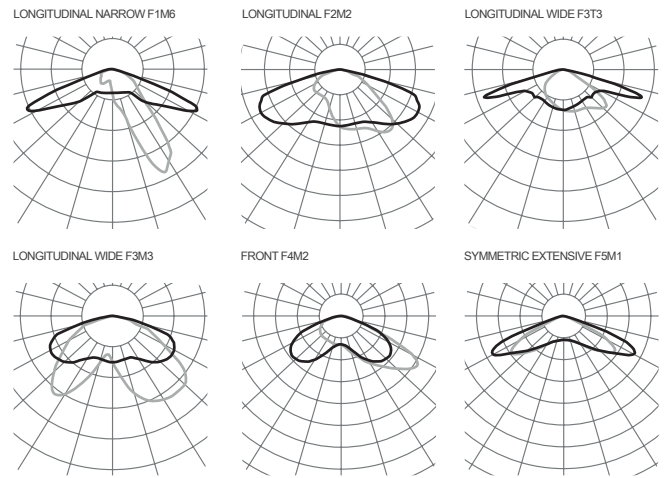 LONGITUDINAL NARROW F1M6
LONGITUDINAL F2M2
LONGITUDINAL WIDE F3T3
LONGITUDINAL WIDE F3M3
FRONT F4M2
SYMMETRIC EXTENSIVE F5M1